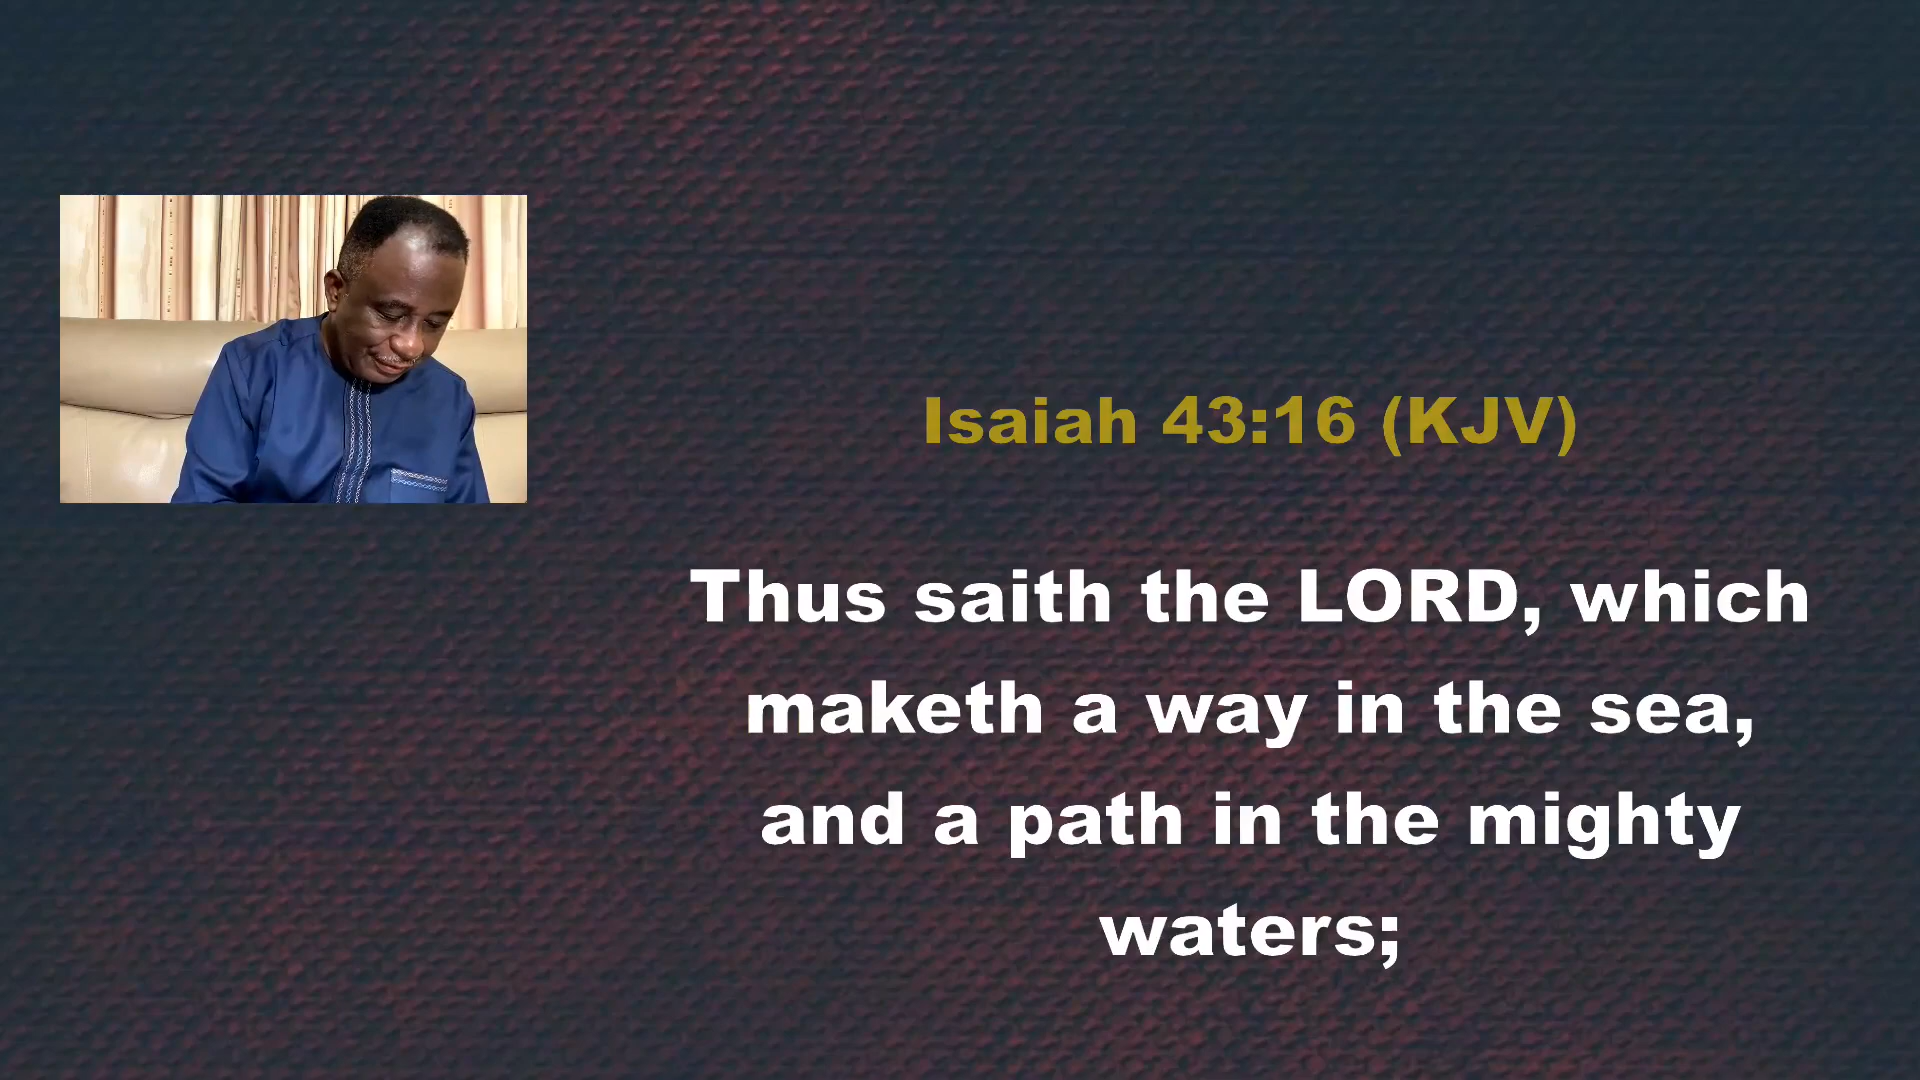 Isaiah 43:16 (KJV)
Thus saith the LORD, which
maketh a way in the sea,
and a path in the mighty
waters;